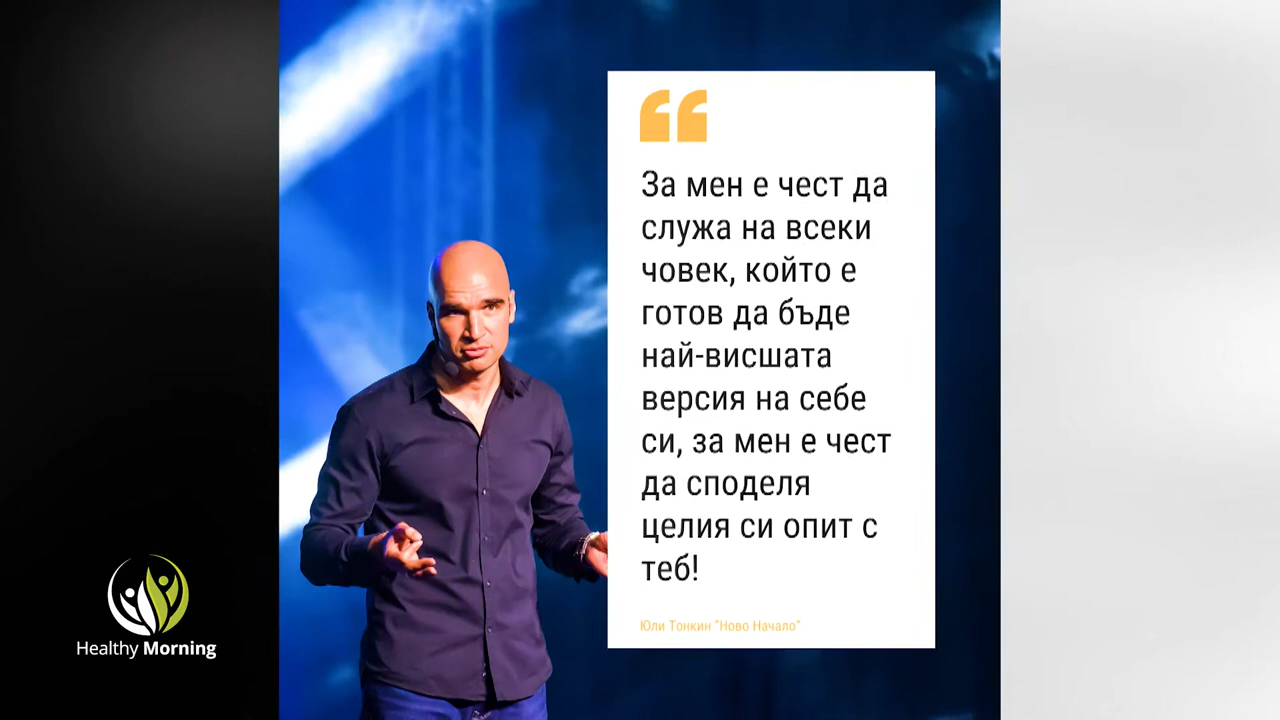 За мен е чест да
служа на всеки
човек, който е
готов да бъде
най-висшата
версия на себе
си, за мен е чест
да споделя
целия си опит с
теб!
Юли Тонкин "Ново Начало"
Healthy Morning